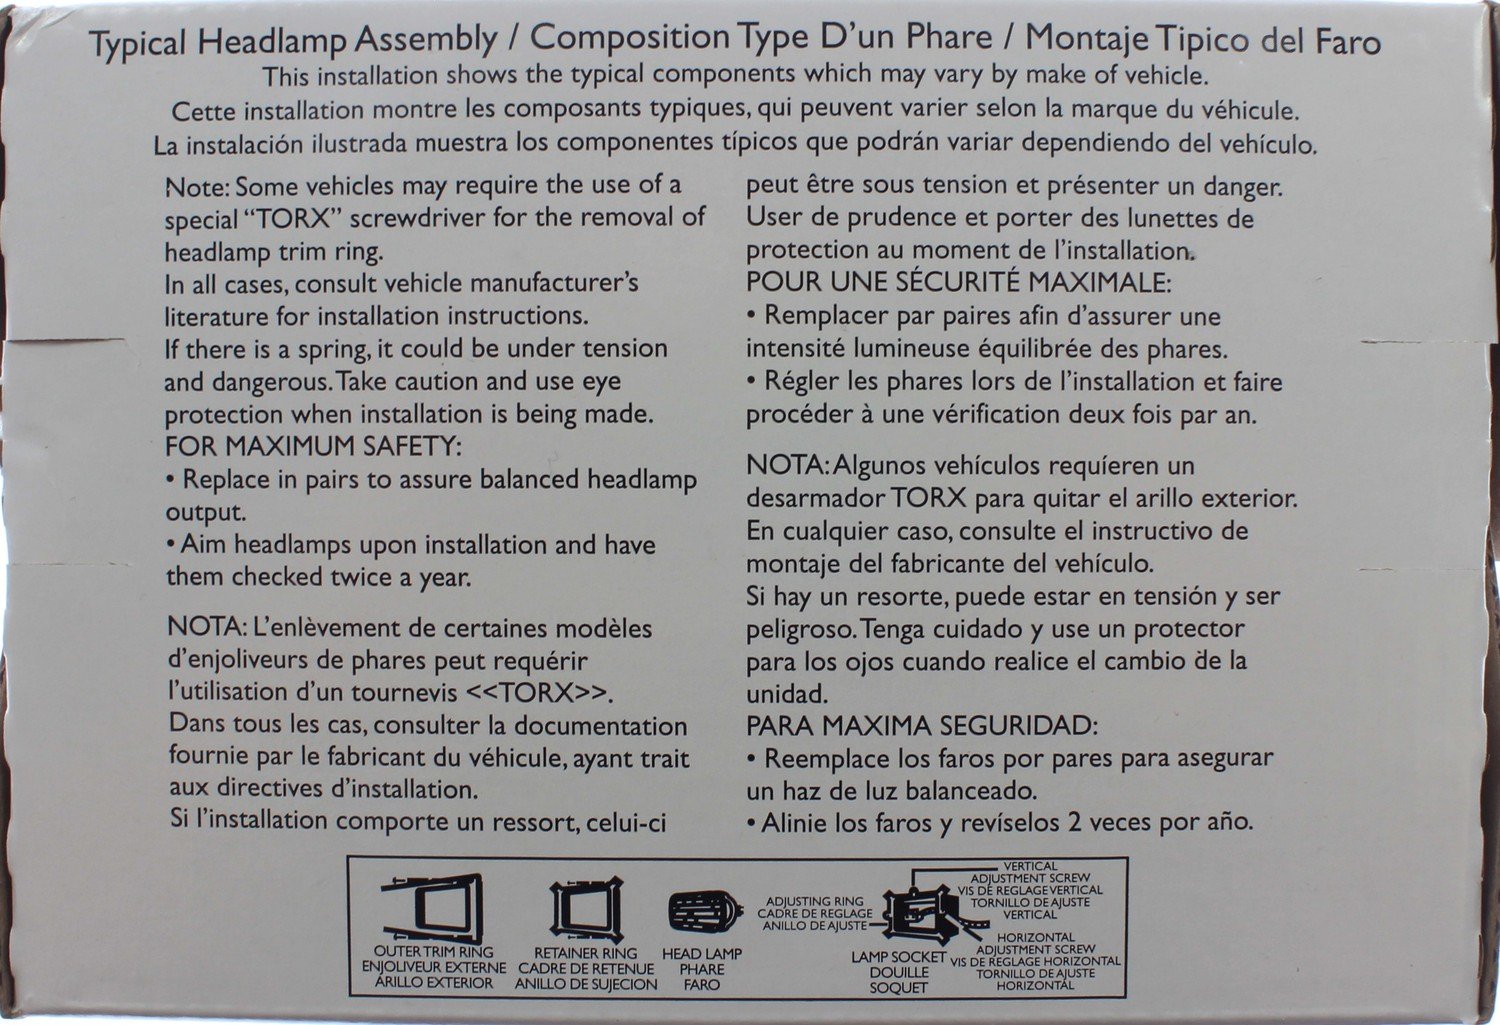 Typical Headlamp Assembly / Composition Type D'un Phare / Montaje Tipico del Faro
This installation shows the typical components which may vary by make of vehicle.
Cette installation montre les composants typiques, qui peuvent varier selon la marque du véhicule.
La instalación ilustrada muestra los componentes típicos que podrán variar dependiendo del vehículo.
Note: Some vehicles may require the use of a
special "TORX" screwdriver for the removal of
headlamp trim ring.
In all cases, consult vehicle manufacturer's
literature for installation instructions.
If there is a spring, it could be under tension
and dangerous. Take caution and use eye
protection when installation is being made.
FOR MAXIMUM SAFETY:
• Replace in pairs to assure balanced headlamp
output.
• Aim headlamps upon installation and have
them checked twice a year.
NOTA: L'enlèvement de certaines modèles
d'enjoliveurs de phares peut requérir
l'utilisation d'un tournevis <<TORX>>.
Dans tous les cas, consulter la documentation
fournie par le fabricant du véhicule, ayant trait
aux directives d'installation.
Si l'installation comporte un ressort, celui-ci
peut être sous tension et présenter un danger.
User de prudence et porter des lunettes de
protection au moment de l'installation.
POUR UNE SÉCURITÉ MAXIMALE:
• Remplacer par paires afin d'assurer une
intensité lumineuse équilibrée des phares.
• Régler les phares lors de l'installation et faire
procéder à une vérification deux fois par an.
NOTA: Algunos vehículos requíeren un
desarmador TORX para quitar el arillo exterior.
En cualquier caso, consulte el instructivo de
montaje del fabricante del vehículo.
Si hay un resorte, puede estar en tensión y ser
peligroso. Tenga cuidado y use un protector
para los ojos cuando realice el cambio de la
unidad.
PARA MAXIMA SEGURIDAD:
• Reemplace los faros por pares para asegurar
un haz de luz balanceado.
• Alinie los faros y revíselos 2 veces por año.
OUTER TRIM RING
ENJOLIVEUR EXTERNE
ARILLO EXTERIOR
RETAINER RING
CADRE DE RETENUE
ANILLO DE SUJECION
HEAD LAMP
PHARE
FARO
ADJUSTING RING
CADRE DE REGLAGE
ANILLO DE AJUSTE
LAMP SOCKET
DOUILLE
SOQUET
VERTICAL
ADJUSTMENT SCREW
VIS DE REGLAGE VERTICAL
TORNILLO DE AJUSTE
VERTICAL
HORIZONTAL
ADJUSTMENT SCREW
VIS DE REGLAGE HORIZONTAL
TORNILLO DE AJUSTE
HORIZONTAL